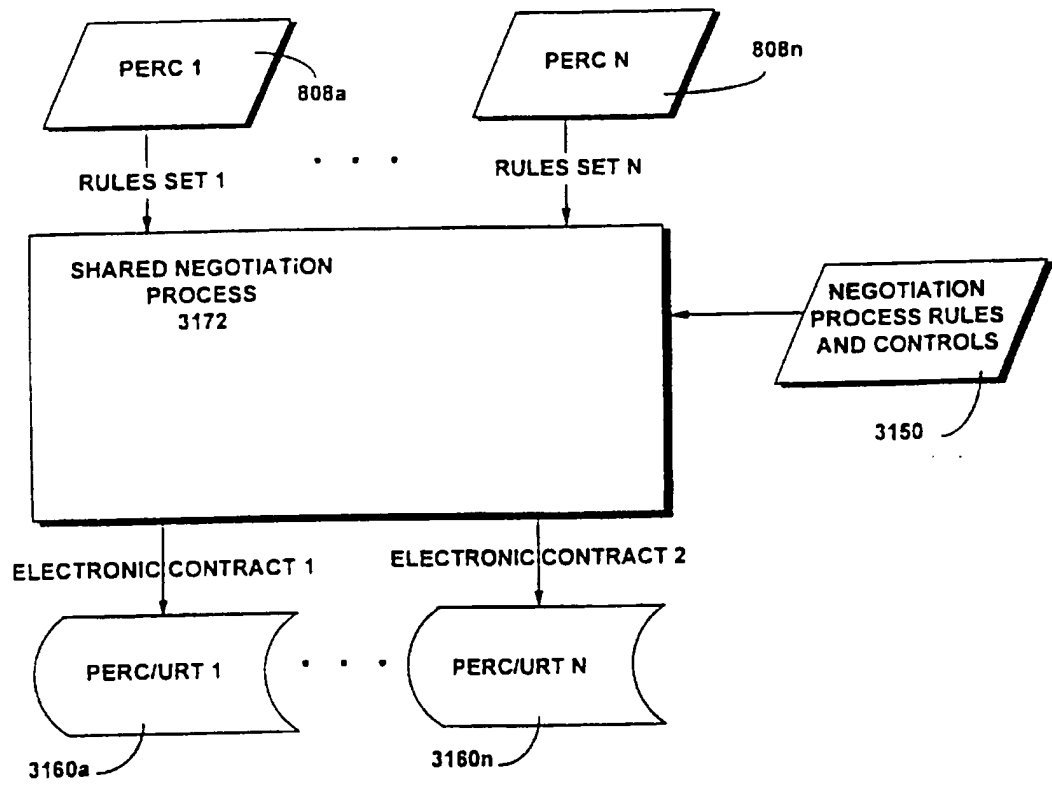 PERC 1
808a
PERC N
808n
RULES SET 1
. . .
RULES SET N
SHARED NEGOTIATiON
PROCESS
3172
NEGOTIATION
PROCESS RULES
AND CONTROLS
3150
ELECTRONIC CONTRACT 1
ELECTRONIC CONTRACT 2
PERC/URT 1
. . .
PERC/URT N
3160a
3160n